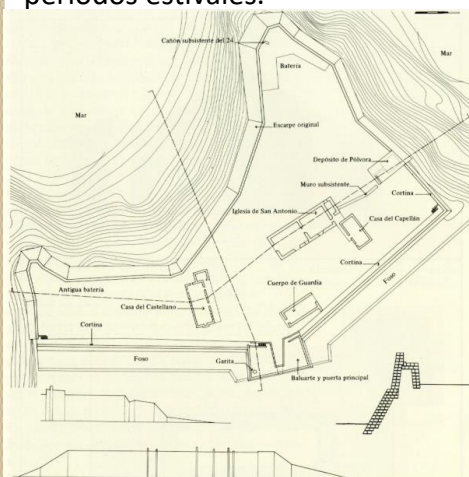 períodos estivales.
Cañón subsistente del 24
Batería
Mar
Mar
Escarpe original
Depósito de Pólvora
Muro subsistente
Cortina
Iglesia de San Antonio
Casa del Capellán
Cortina
Cuerpo de Guardia
Foso
Antigua batería
Casa del Castellano
Cortina
Foso
Garita
Baluarte y puerta principal